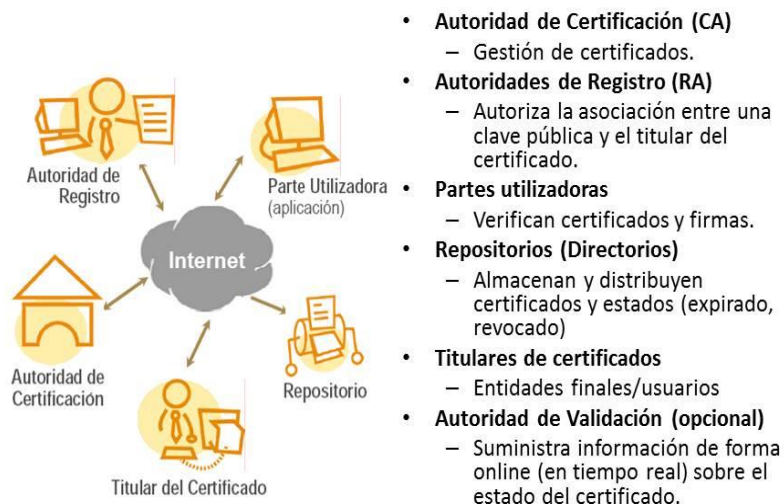 Autoridad de
Registro
Parte Utilizadora
(aplicación)
Internet
Autoridad de
Certificación
Repositorio
Titular del Certificado
• Autoridad de Certificación (CA)
– Gestión de certificados.
• Autoridades de Registro (RA)
– Autoriza la asociación entre una
clave pública y el titular del
certificado.
• Partes utilizadoras
– Verifican certificados y firmas.
• Repositorios (Directorios)
– Almacenan y distribuyen
certificados y estados (expirado,
revocado)
• Titulares de certificados
– Entidades finales/usuarios
• Autoridad de Validación (opcional)
– Suministra información de forma
online (en tiempo real) sobre el
estado del certificado.